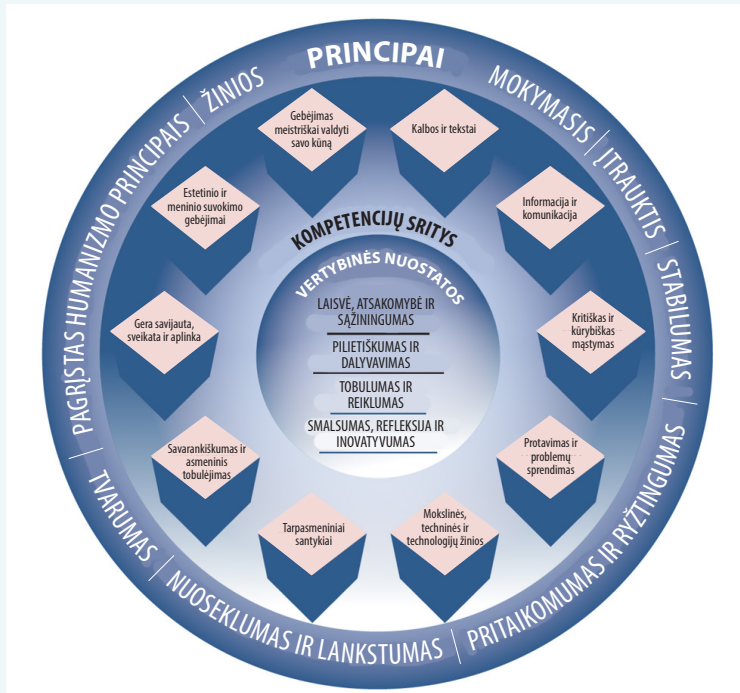 PRINCIPAI
MOKYMASIS | ĮTRAUKTIS | STABILUMAS | PRITAIKOMUMAS IR RYŽTINGUMAS | NUOSEKLUMAS IR LANKSTUMAS | TVARUMAS | PAGRĮSTAS HUMANIZMO PRINCIPAIS | ŽINIOS
Gebėjimas
meistriškai valdyti
savo kūną
Kalbos ir tekstai
Informacija ir
komunikacija
Kritiškas ir
kūrybiškas
mąstymas
Protavimas ir
problemų
sprendimas
Mokslinės,
techninės ir
technologijų žinios
Tarpasmeniniai
santykiai
Savarankiškumas ir
asmeninis
tobulėjimas
Gera savijauta,
sveikata ir aplinka
Estetinio ir
meninio suvokimo
gebėjimai
KOMPETENCIJŲ SRITYS
VERTYBINĖS NUOSTATOS
LAISVĖ, ATSAKOMYBĖ IR
SĄŽININGUMAS
PILIETIŠKUMAS IR
DALYVAVIMAS
TOBULUMAS IR
REIKLUMAS
SMALSUMAS, REFLEKSIJA IR
INOVATYVUMAS